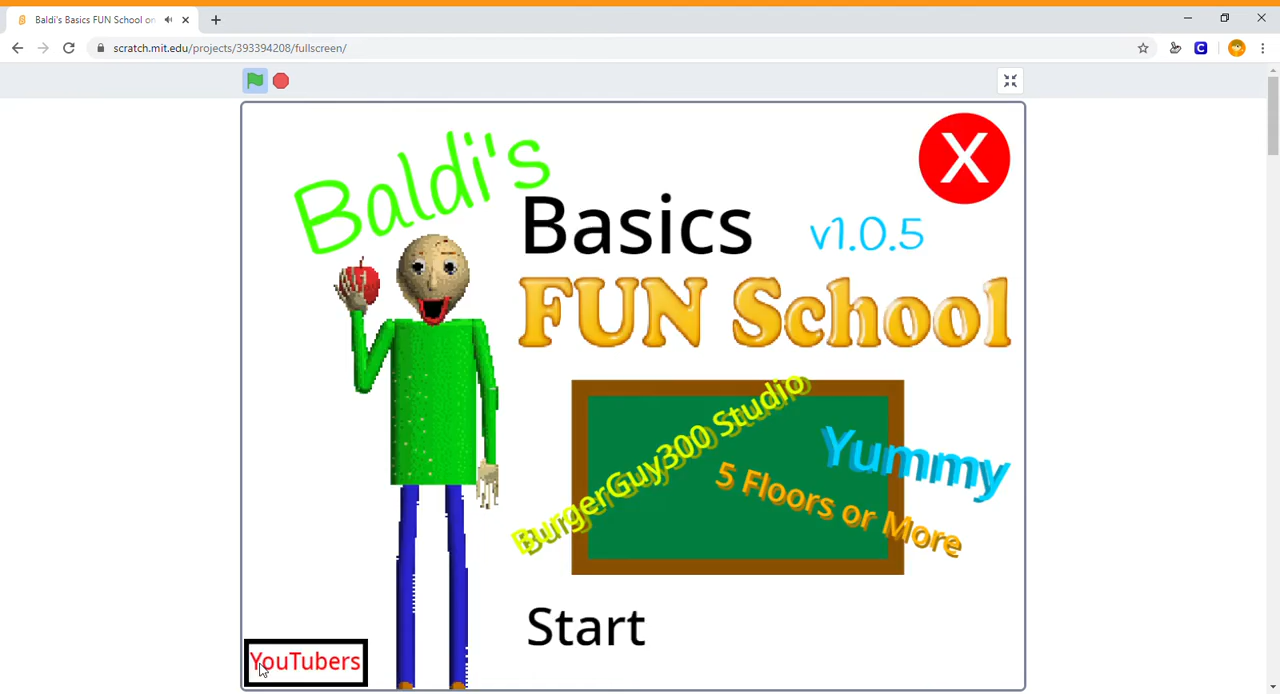 Baldi's Basics FUN School on
scratch.mit.edu/projects/393394208/fullscreen/
X
Baldi's
Basics
v1.0.5
FUN School
BurgerGuy300 Studio
Yummy
5 Floors or More
Start
YouTubers